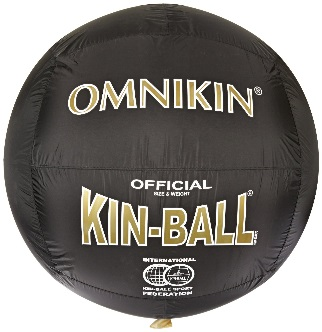 OMNIKIN®
OFFICIAL
SIZE & WEIGHT
KIN-BALL®
INTERNATIONAL
KIN-BALL SPORT
FEDERATION